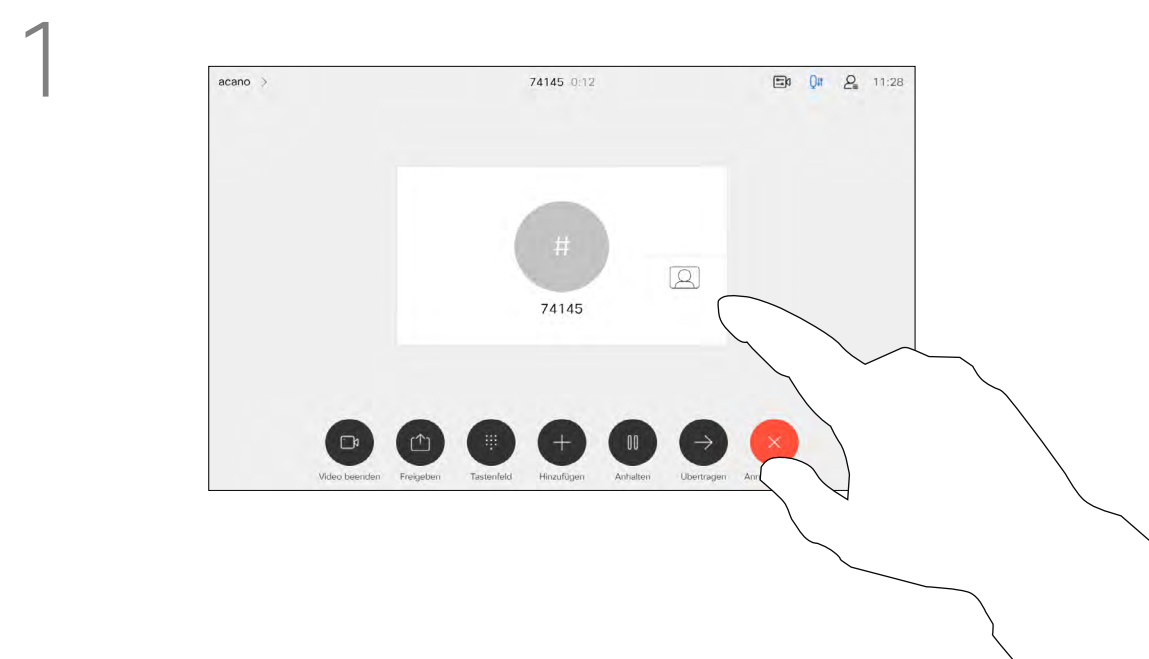 1
acano >
74145 0:12
11:28
#
74145
Video beenden Freigeben Tastenfeld Hinzufügen Anhalten Übertragen